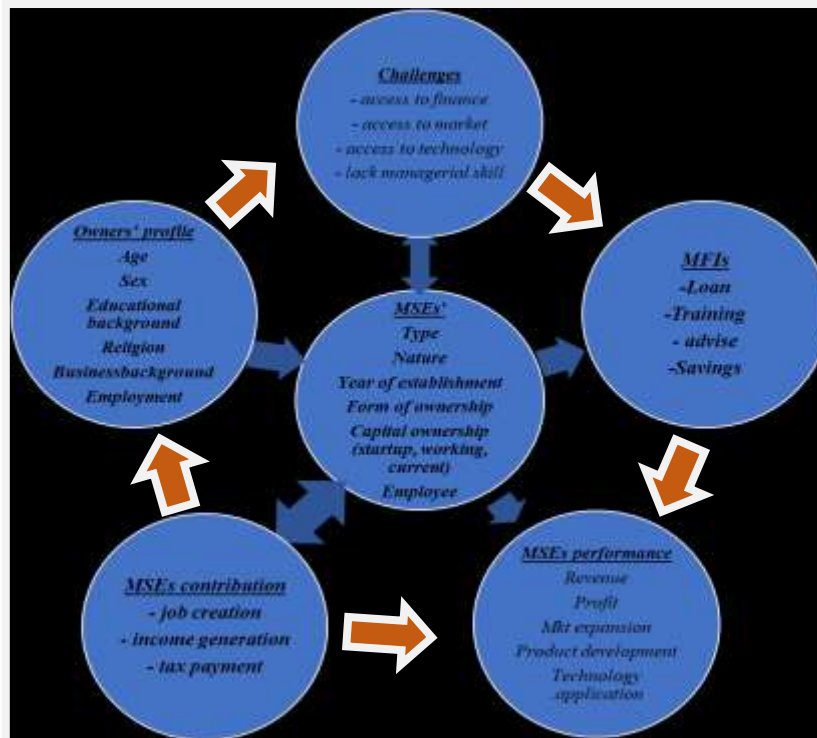 Challenges
- access to finance
- access to market
- access to technology
- lack managerial skill
Owners' profile
Age
Sex
Educational
background
Religion
Businessbackground
Employment
MSEs'
Type
Nature
Year of establishment
Form of ownership
Capital ownership
(startup, working,
current)
Employee
MFIs
-Loan
-Training
- advise
-Savings
MSEs contribution
- job creation
- income generation
- tax payment
MSEs performance
Revenue
Profit
Mkt expansion
Product development
Technology
.application